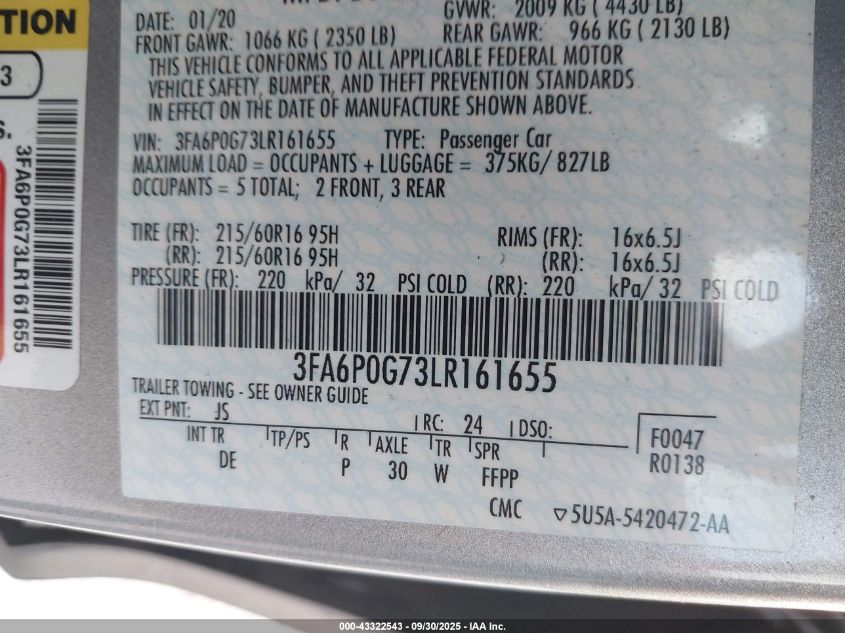 TION
3
S.
3FA6P0G73LR161655
DATE: 01/20
GVWR: 2009 KG ( 4430 LB)
FRONT GAWR: 1066 KG ( 2350 LB) REAR GAWR: 966 KG ( 2130 LB)
THIS VEHICLE CONFORMS TO ALL APPLICABLE FEDERAL MOTOR
VEHICLE SAFETY, BUMPER, AND THEFT PREVENTION STANDARDS
IN EFFECT ON THE DATE OF MANUFACTURE SHOWN ABOVE.
VIN: 3FA6P0G73LR161655 TYPE: Passenger Car
MAXIMUM LOAD = OCCUPANTS + LUGGAGE = 375KG/ 827LB
OCCUPANTS = 5 TOTAL; 2 FRONT, 3 REAR
TIRE (FR): 215/60R16 95H RIMS (FR): 16x6.5J
(RR): 215/60R16 95H (RR): 16x6.5J
PRESSURE (FR): 220 kPa/ 32 PSI COLD (RR): 220 kPa/ 32 PSI COLD
3FA6P0G73LR161655
TRAILER TOWING - SEE OWNER GUIDE
EXT PNT: JS RC: 24 DSO:
INT TR TP/PS R AXLE TR SPR
DE P 30 W FFPP
F0047
R0138
CMC ▽5U5A-5420472-AA
000-43322543 - 09/30/2025 - IAA Inc.